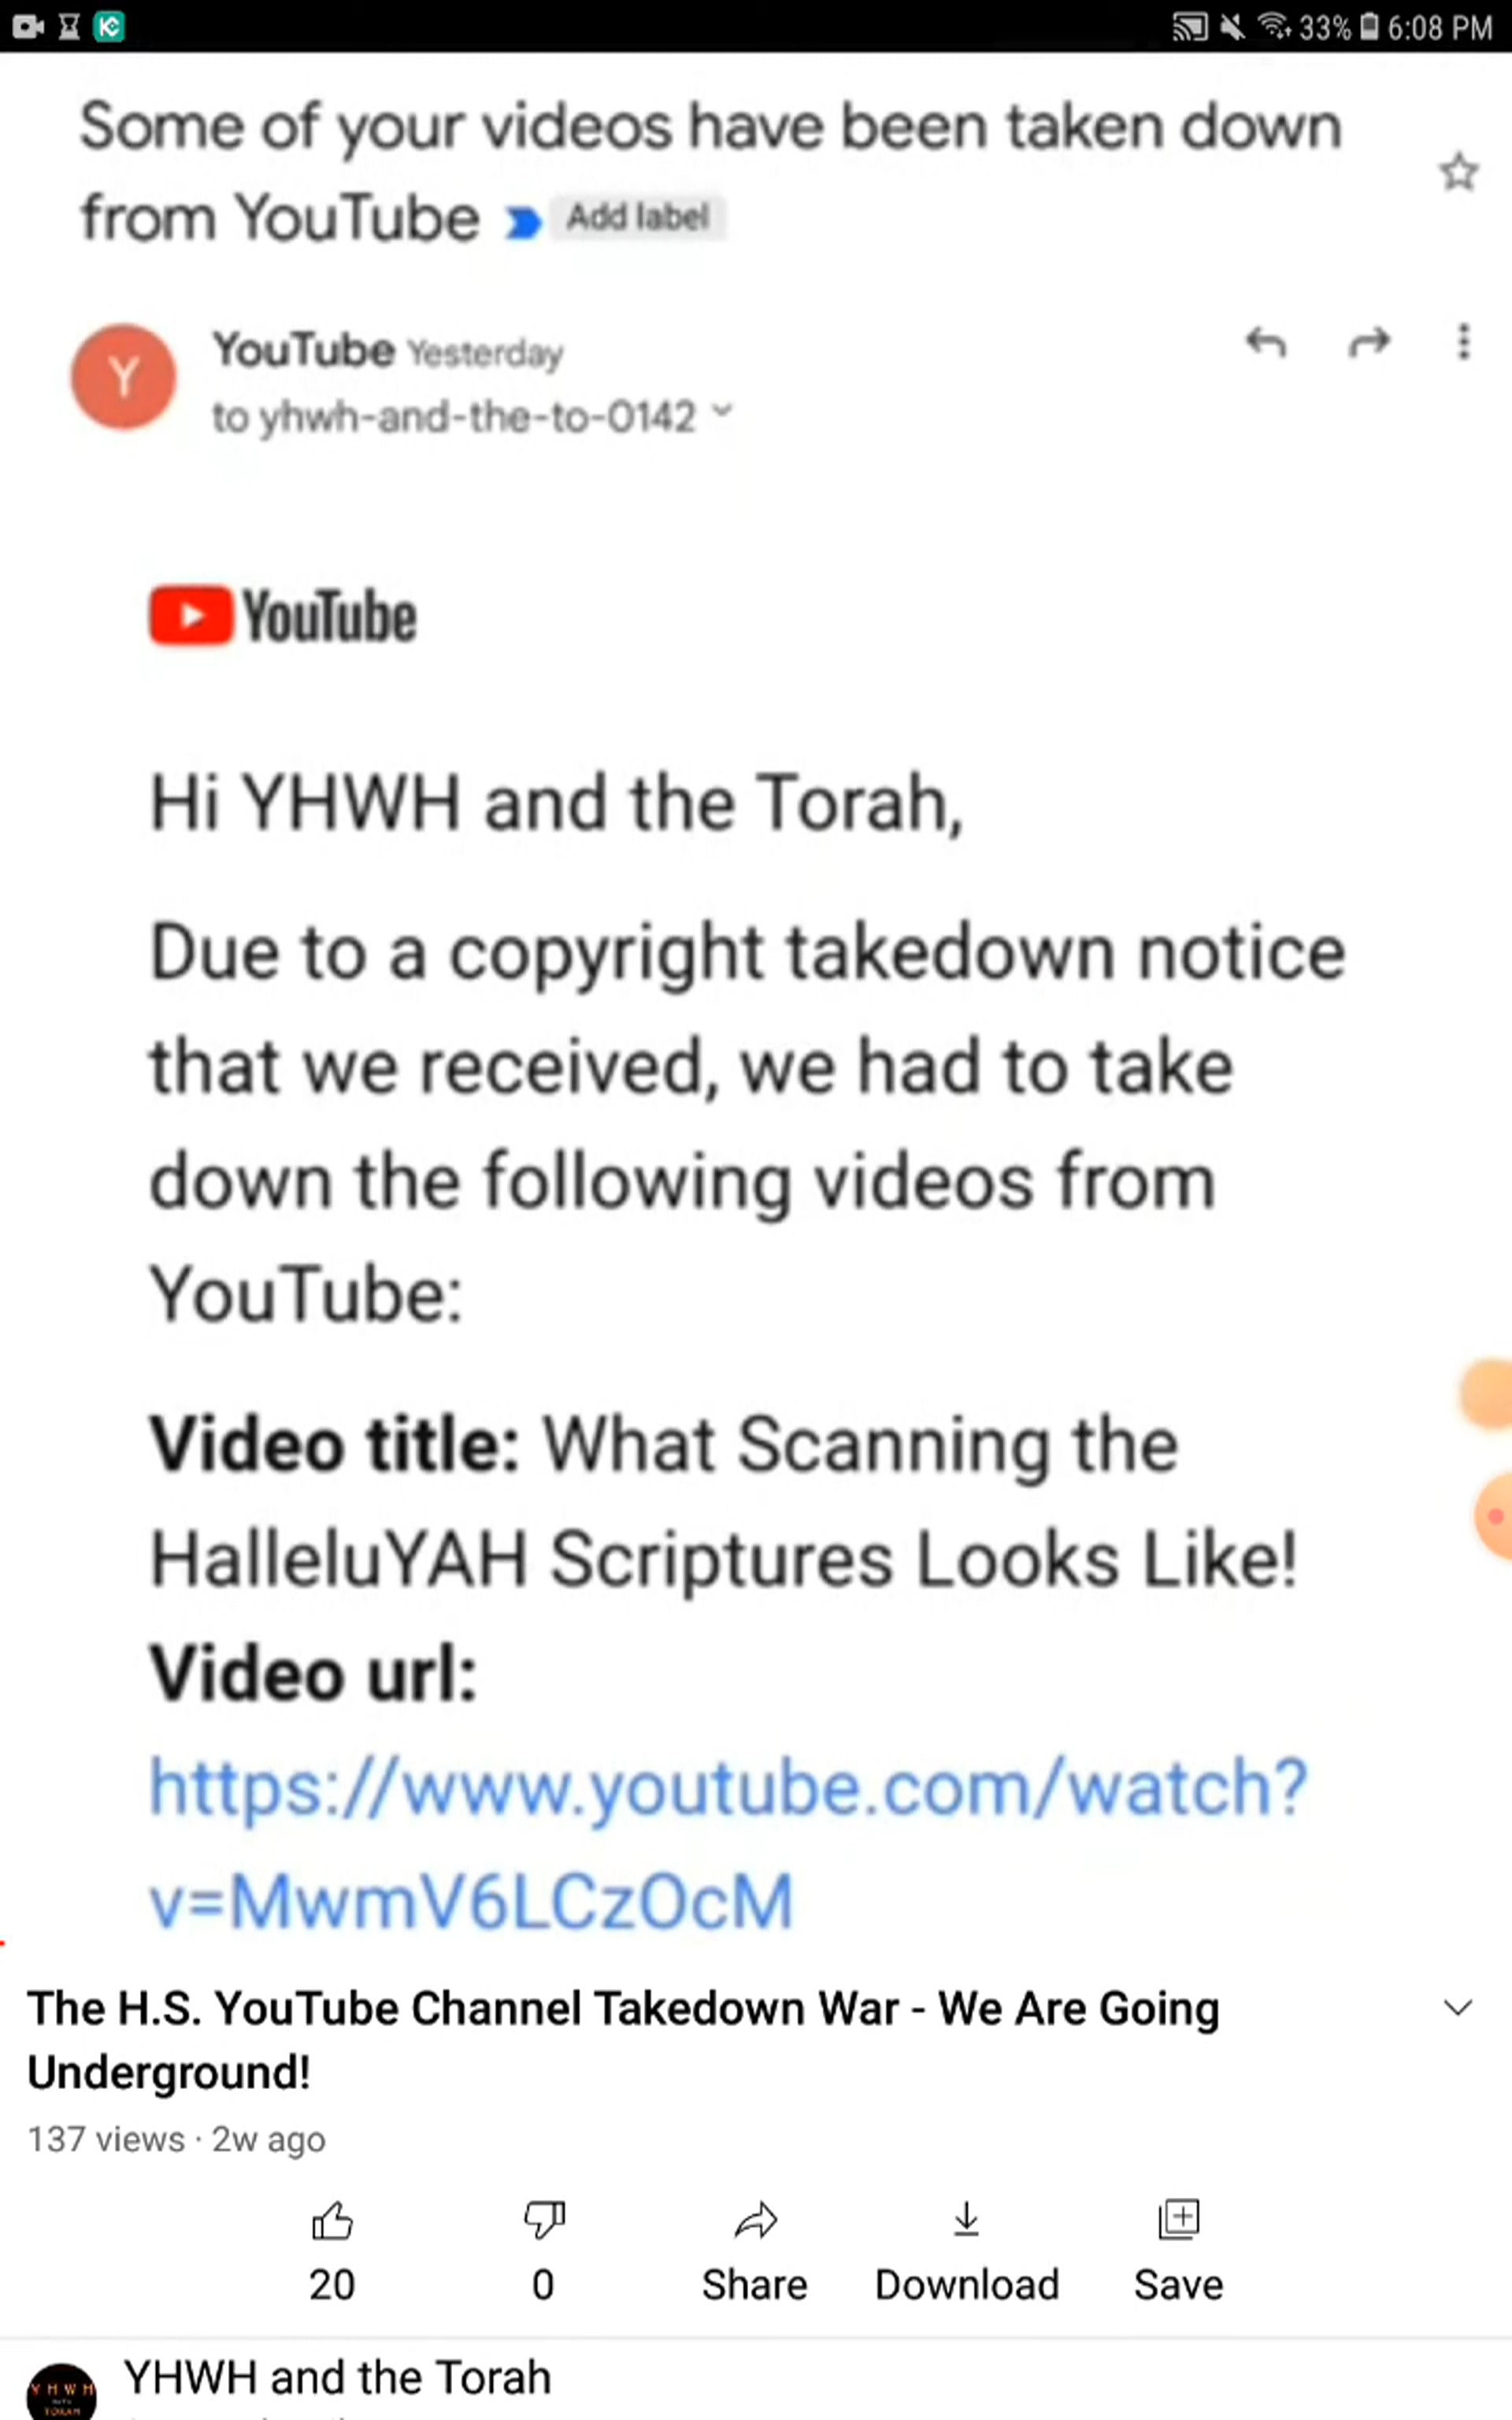 33% 6:08 PM
Some of your videos have been taken down
from YouTube Add label
Y
YouTube Yesterday
to yhwh-and-the-to-0142
YouTube
Hi YHWH and the Torah,
Due to a copyright takedown notice
that we received, we had to take
down the following videos from
YouTube:
Video title: What Scanning the
HalleluYAH Scriptures Looks Like!
Video url:
https://www.youtube.com/watch?
v=MwmV6LCzOcM
The H.S. YouTube Channel Takedown War - We Are Going
Underground!
137 views · 2w ago
20
0
Share
Download
Save
YHWH and the Torah
YHWH
TORAH